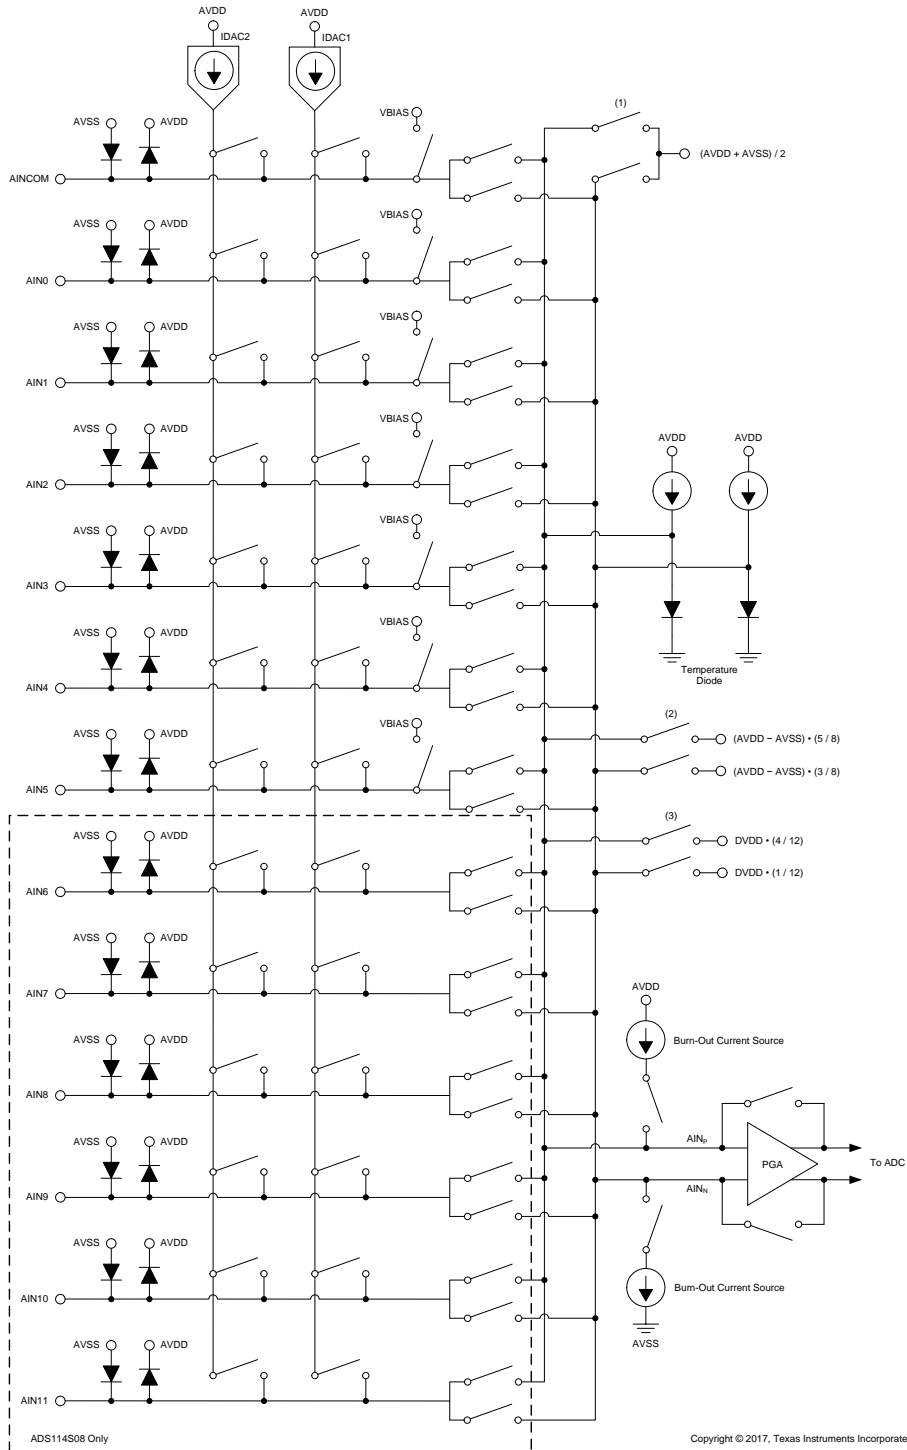 AVDD AVDD
IDAC2 IDAC1
(1)
AVSS AVDD VBIAS
(AVDD + AVSS) / 2
AINCOM
AVSS AVDD VBIAS
AIN0
AVSS AVDD VBIAS
AIN1
AVSS AVDD VBIAS
AVDD AVDD
AIN2
AVSS AVDD VBIAS
AIN3
AVSS AVDD VBIAS
Temperature
Diode
AIN4
(2)
AVSS AVDD VBIAS
(AVDD − AVSS) • (5 / 8)
(AVDD − AVSS) • (3 / 8)
AIN5
(3)
AVSS AVDD
DVDD • (4 / 12)
DVDD • (1 / 12)
AIN6
AVSS AVDD
AIN7
AVDD
AVSS AVDD
Burn-Out Current Source
AIN8
AVSS AVDD
AINP
PGA
To ADC
AINN
AIN9
AVSS AVDD
Burn-Out Current Source
AIN10
AVSS AVDD
AVSS
AIN11
ADS114S08 Only
Copyright © 2017, Texas Instruments Incorporate